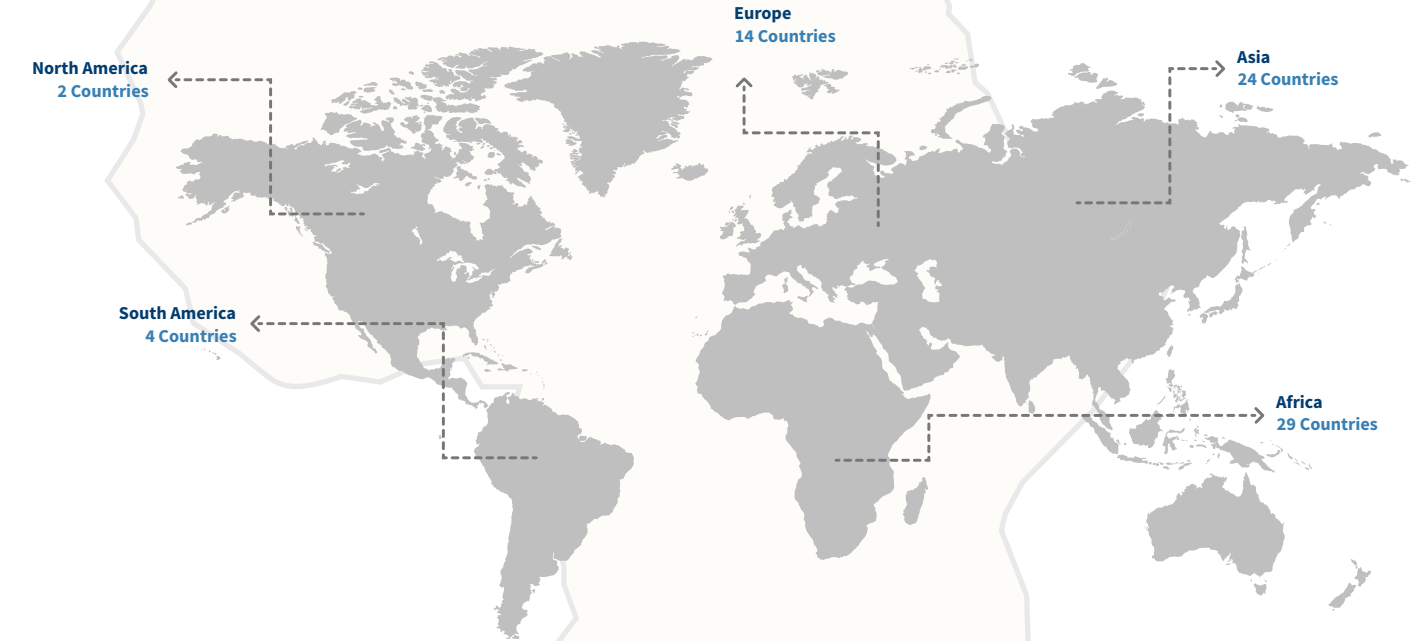 Europe
14 Countries
Asia
24 Countries
North America
2 Countries
South America
4 Countries
Africa
29 Countries